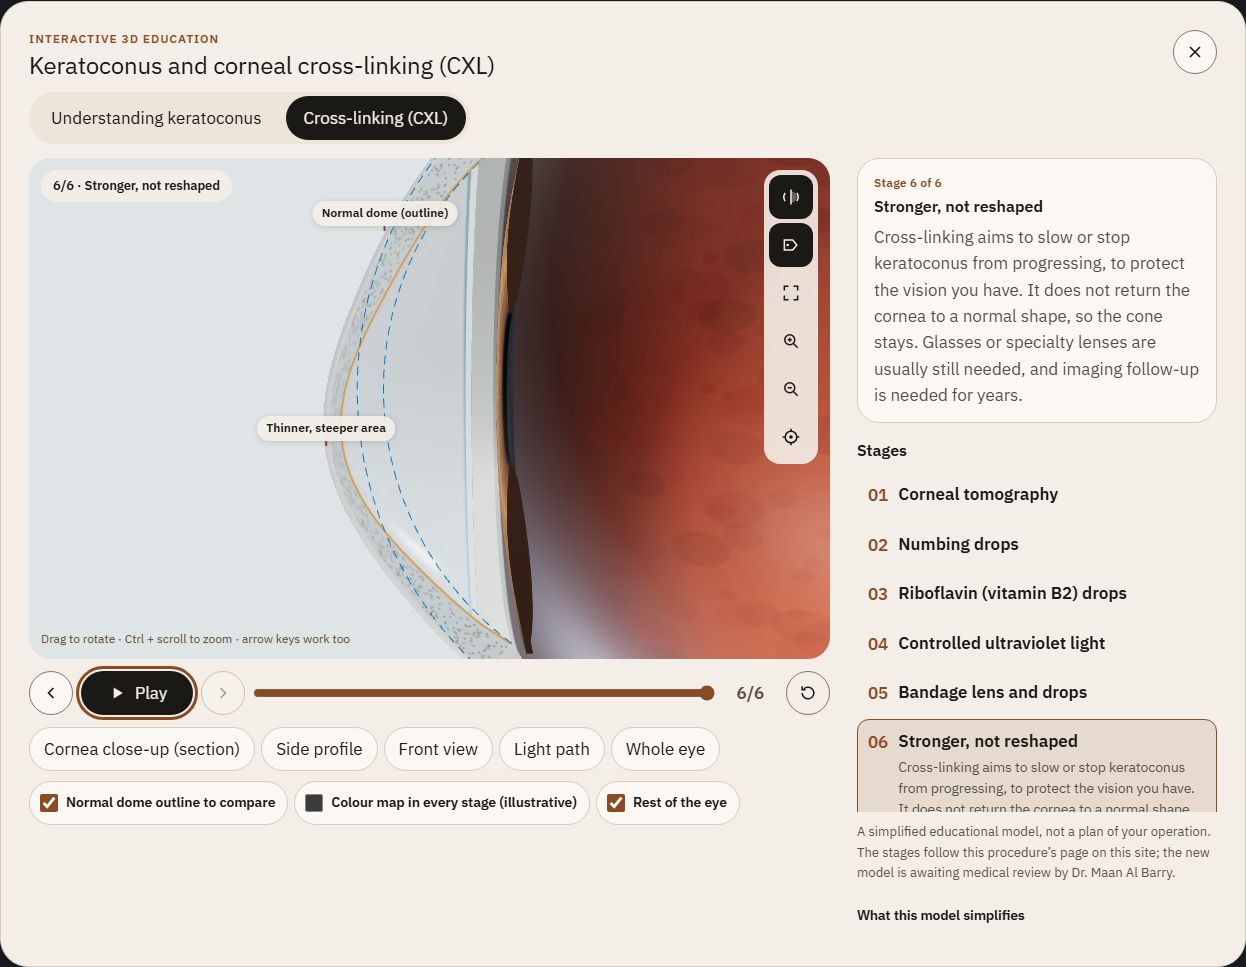 INTERACTIVE 3D EDUCATION
Keratoconus and corneal cross-linking (CXL)
Understanding keratoconus
Cross-linking (CXL)
6/6 · Stronger, not reshaped
Normal dome (outline)
Thinner, steeper area
Drag to rotate · Ctrl + scroll to zoom · arrow keys work too
Play
6/6
Cornea close-up (section)
Side profile
Front view
Light path
Whole eye
Normal dome outline to compare
Colour map in every stage (illustrative)
Rest of the eye
Stage 6 of 6
Stronger, not reshaped
Cross-linking aims to slow or stop
keratoconus from progressing, to protect
the vision you have. It does not return the
cornea to a normal shape, so the cone
stays. Glasses or specialty lenses are
usually still needed, and imaging follow-up
is needed for years.
Stages
01 Corneal tomography
02 Numbing drops
03 Riboflavin (vitamin B2) drops
04 Controlled ultraviolet light
05 Bandage lens and drops
06 Stronger, not reshaped
Cross-linking aims to slow or stop keratoconus
from progressing, to protect the vision you have.
It does not return the cornea to a normal shape,
A simplified educational model, not a plan of your operation.
The stages follow this procedure’s page on this site; the new
model is awaiting medical review by Dr. Maan Al Barry.
What this model simplifies